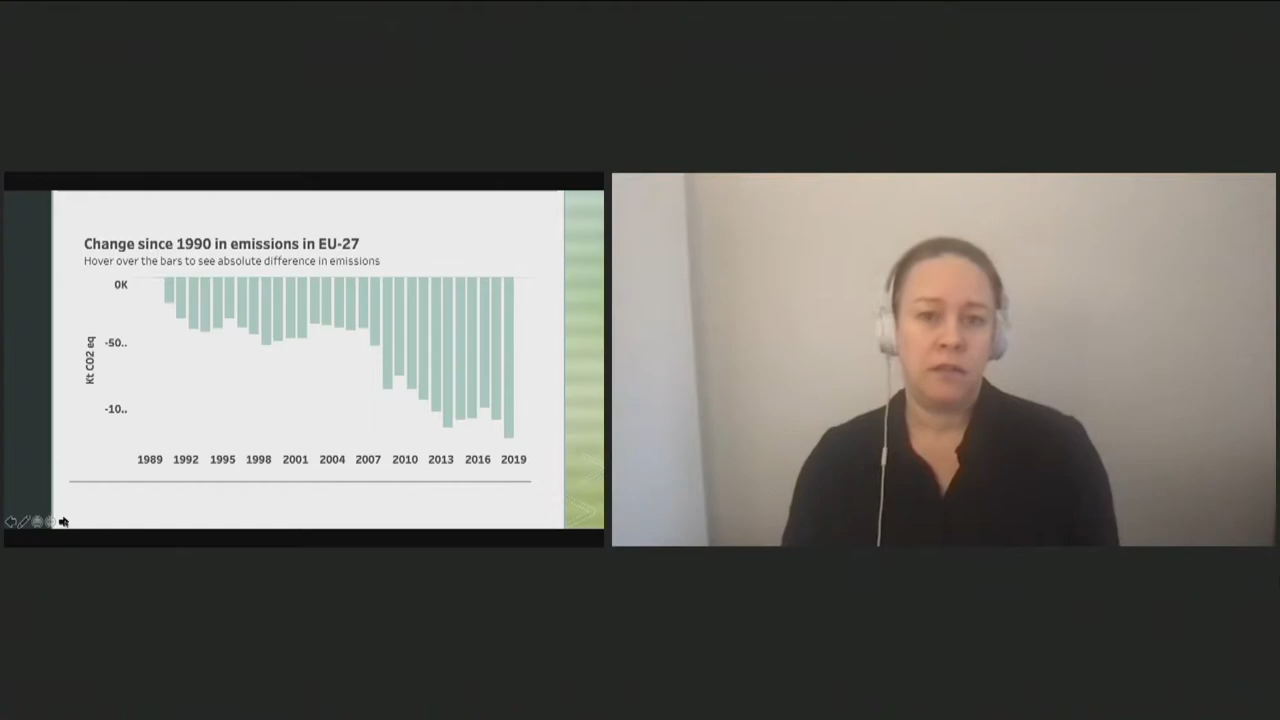 Change since 1990 in emissions in EU-27
Hover over the bars to see absolute difference in emissions
0K
-50..
-10..
Kt CO2 eq
1989 1992 1995 1998 2001 2004 2007 2010 2013 2016 2019